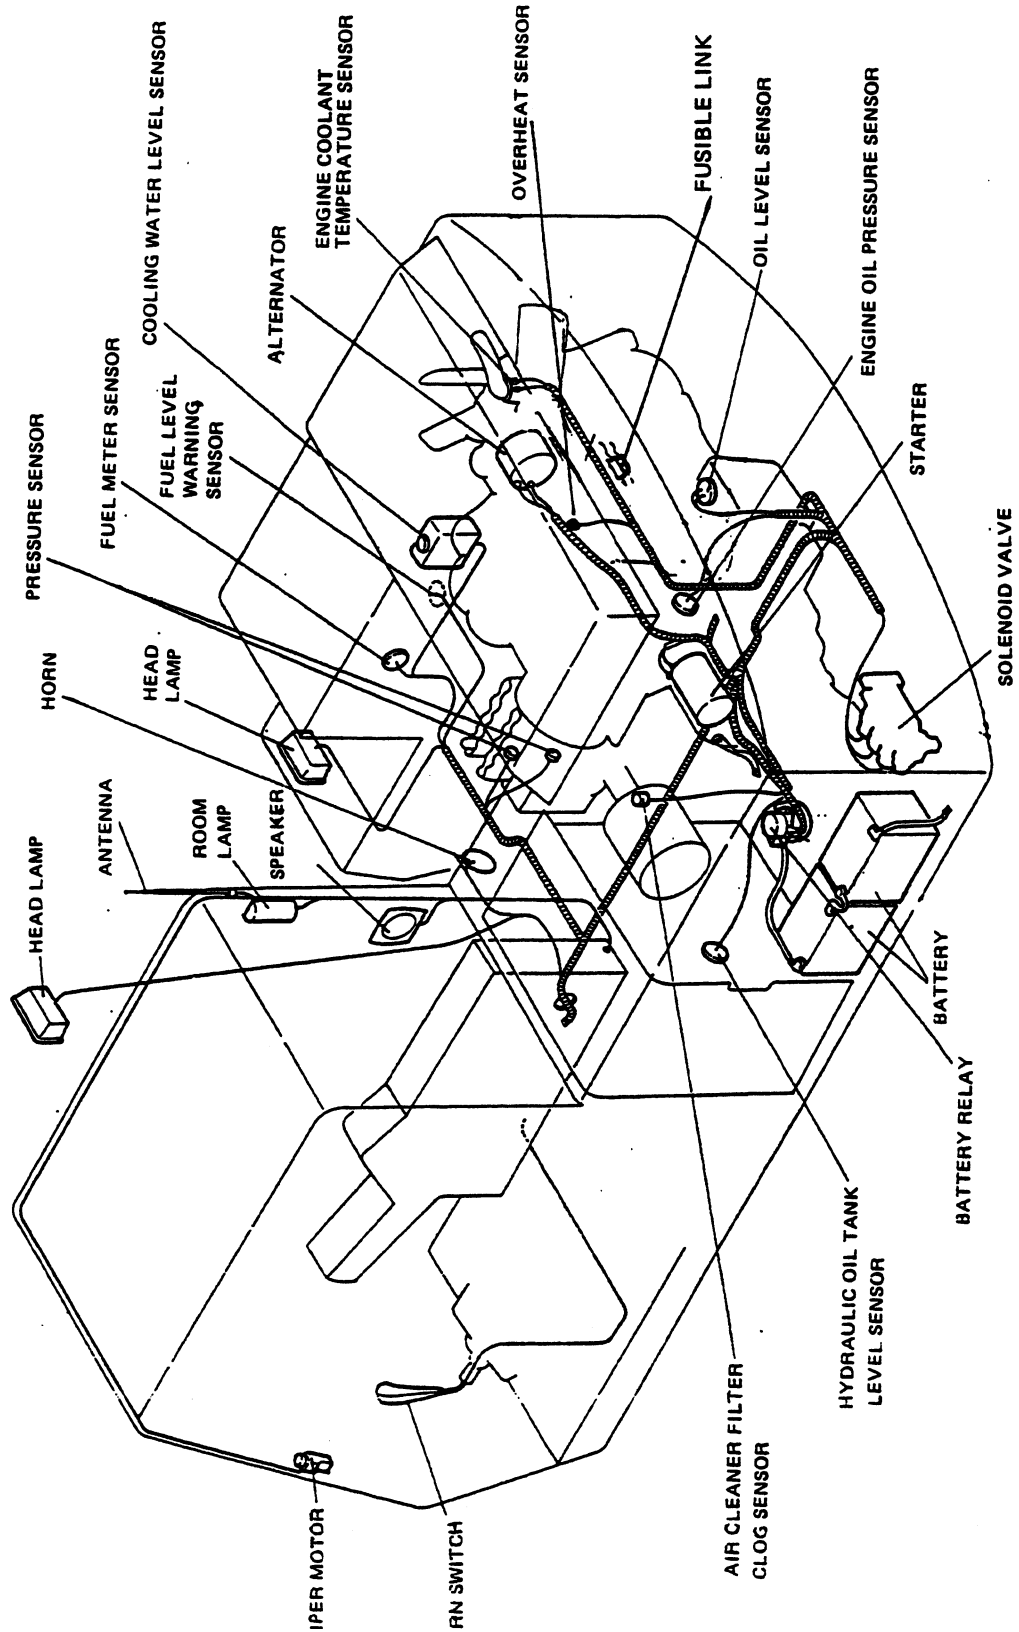 HEAD LAMP
ANTENNA
ROOM
LAMP
SPEAKER
HORN
HEAD
LAMP
PRESSURE SENSOR
FUEL METER SENSOR
FUEL LEVEL
WARNING
SENSOR
COOLING WATER LEVEL SENSOR
ALTERNATOR
ENGINE COOLANT
TEMPERATURE SENSOR
OVERHEAT SENSOR
FUSIBLE LINK
OIL LEVEL SENSOR
ENGINE OIL PRESSURE SENSOR
STARTER
SOLENOID VALVE
BATTERY
BATTERY RELAY
HYDRAULIC OIL TANK
LEVEL SENSOR
AIR CLEANER FILTER
CLOG SENSOR
RN SWITCH
IPER MOTOR